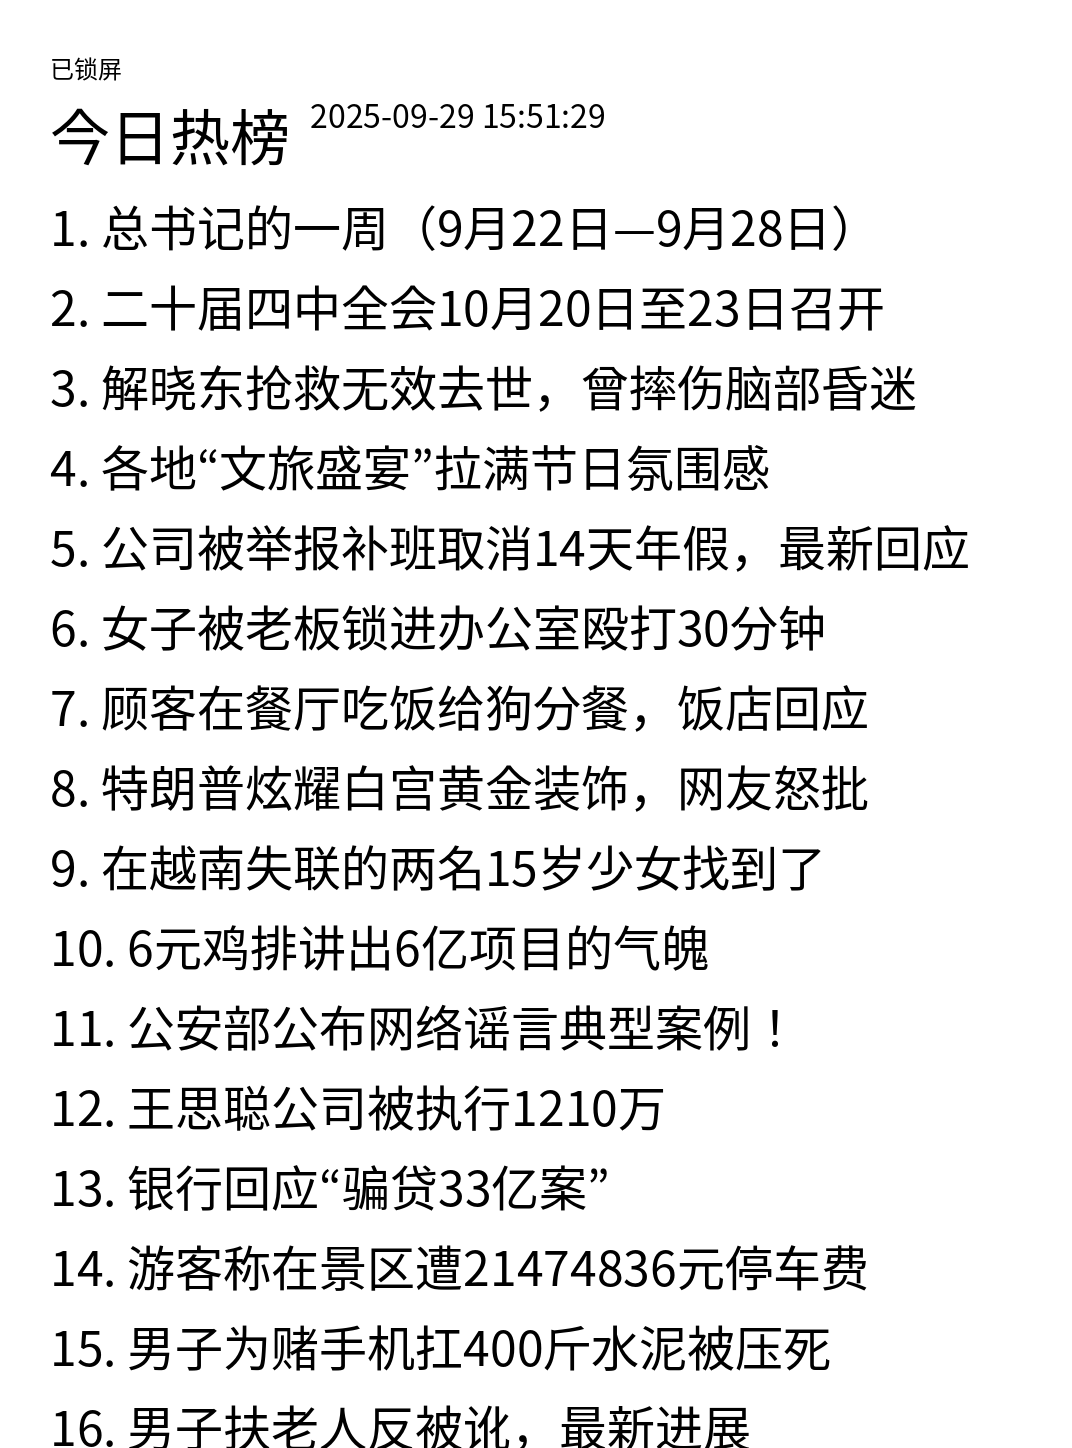 已锁屏
今日热榜 2025-09-29 15:51:29
1. 总书记的一周（9月22日—9月28日）
2. 二十届四中全会10月20日至23日召开
3. 解晓东抢救无效去世，曾摔伤脑部昏迷
4. 各地“文旅盛宴”拉满节日氛围感
5. 公司被举报补班取消14天年假，最新回应
6. 女子被老板锁进办公室殴打30分钟
7. 顾客在餐厅吃饭给狗分餐，饭店回应
8. 特朗普炫耀白宫黄金装饰，网友怒批
9. 在越南失联的两名15岁少女找到了
10. 6元鸡排讲出6亿项目的气魄
11. 公安部公布网络谣言典型案例！
12. 王思聪公司被执行1210万
13. 银行回应“骗贷33亿案”
14. 游客称在景区遭21474836元停车费
15. 男子为赌手机扛400斤水泥被压死
16. 男子扶老人反被讹，最新进展